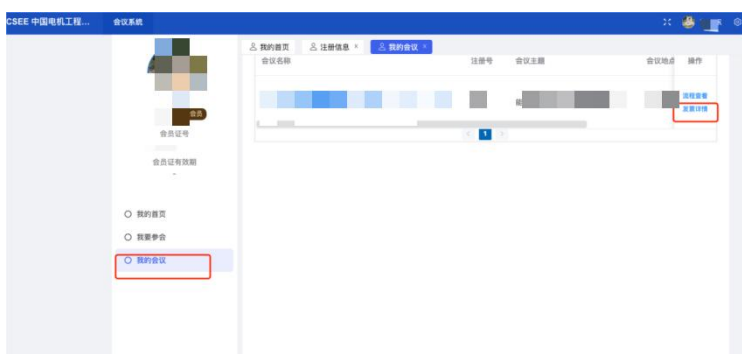 CSEE 中国电机工程... 会议系统
我的首页 注册信息 × 我的会议 ×
会议名称 注册号 会议主题 会议地点 操作
流程查看
发票详情
1
会员
会员证号
会员证有效期
-
我的首页
我要参会
我的会议